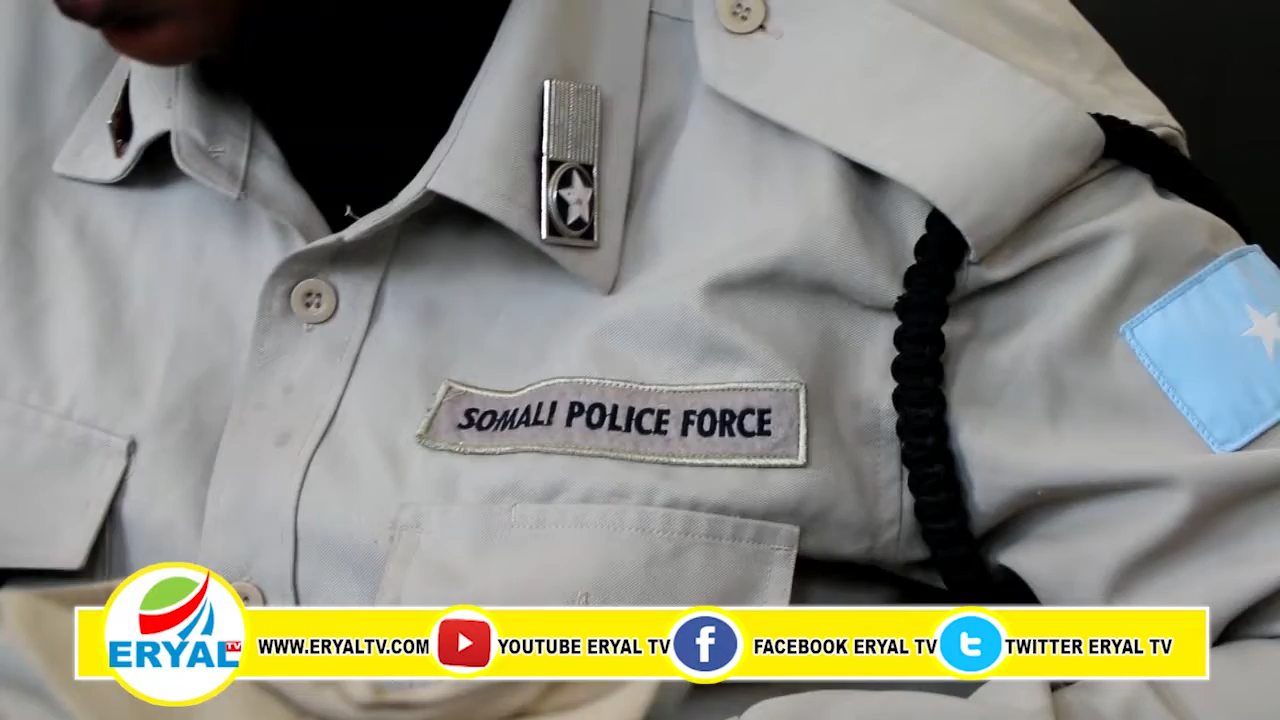 SOMALI POLICE FORCE
ERYAL TV
WWW.ERYALTV.COM
YOUTUBE ERYAL TV
FACEBOOK ERYAL TV
TWITTER ERYAL TV